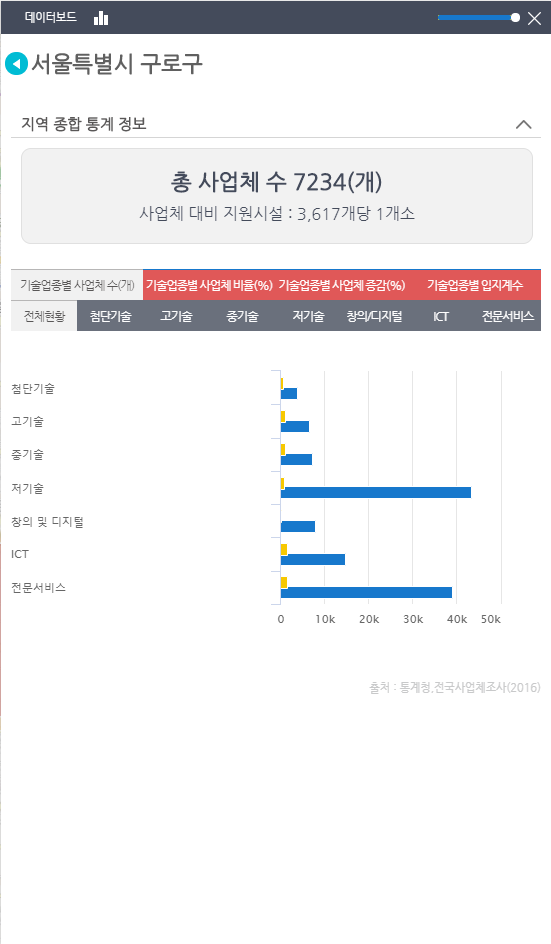 데이터보드
서울특별시 구로구
지역 종합 통계 정보
총 사업체 수 7234(개)
사업체 대비 지원시설 : 3,617개당 1개소
기술업종별 사업체 수(개) 기술업종별 사업체 비율(%) 기술업종별 사업체 증감(%) 기술업종별 입지계수
전체현황 첨단기술 고기술 중기술 저기술 창의/디지털 ICT 전문서비스
첨단기술
고기술
중기술
저기술
창의 및 디지털
ICT
전문서비스
0 10k 20k 30k 40k 50k
출처 : 통계청,전국사업체조사(2016)